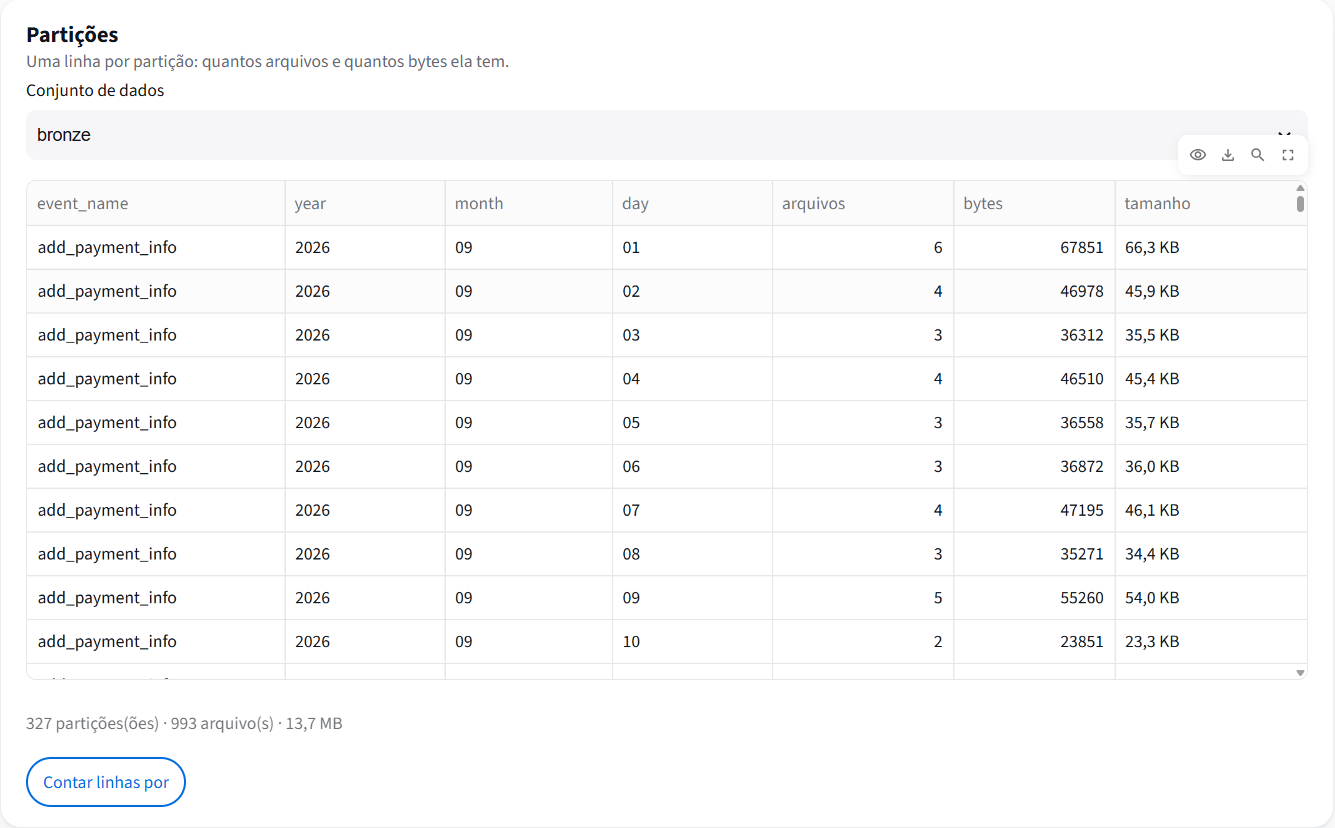 Partições
Uma linha por partição: quantos arquivos e quantos bytes ela tem.
Conjunto de dados
bronze
event_name year month day arquivos bytes tamanho
add_payment_info 2026 09 01 6 67851 66,3 KB
add_payment_info 2026 09 02 4 46978 45,9 KB
add_payment_info 2026 09 03 3 36312 35,5 KB
add_payment_info 2026 09 04 4 46510 45,4 KB
add_payment_info 2026 09 05 3 36558 35,7 KB
add_payment_info 2026 09 06 3 36872 36,0 KB
add_payment_info 2026 09 07 4 47195 46,1 KB
add_payment_info 2026 09 08 3 35271 34,4 KB
add_payment_info 2026 09 09 5 55260 54,0 KB
add_payment_info 2026 09 10 2 23851 23,3 KB
327 partições(ões) · 993 arquivo(s) · 13,7 MB
Contar linhas por